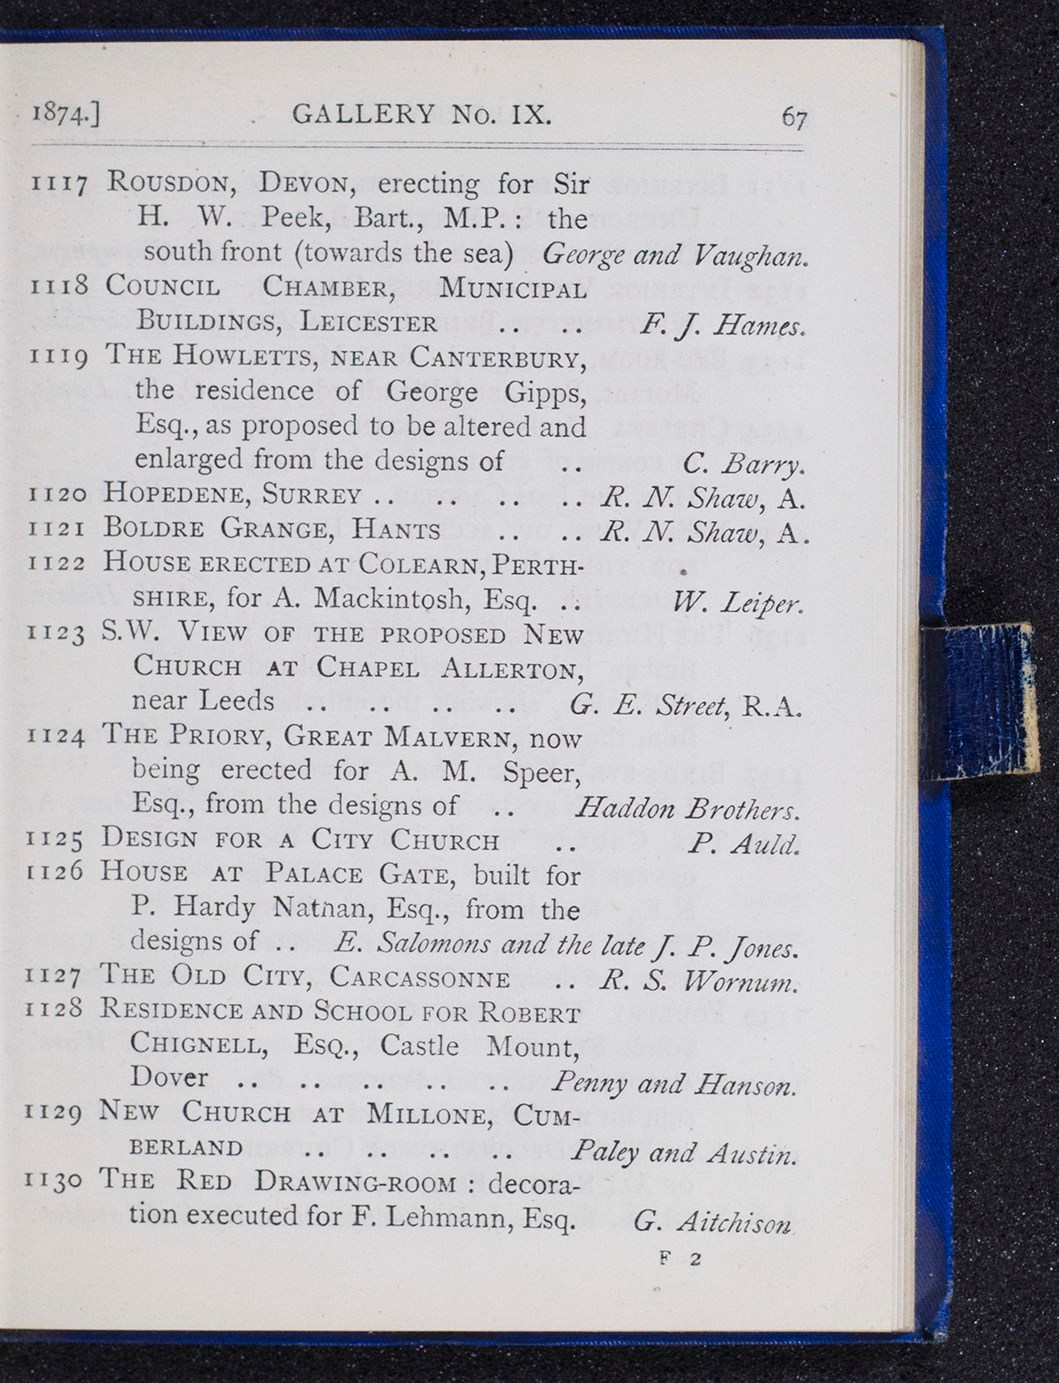 1874.] GALLERY No. IX. 67
1117 ROUSDON, DEVON, erecting for Sir
H. W. Peek, Bart., M.P. : the
south front (towards the sea) George and Vaughan.
1118 COUNCIL CHAMBER, MUNICIPAL
BUILDINGS, LEICESTER .. .. F. J. Hames.
1119 THE HOWLETTS, NEAR CANTERBURY,
the residence of George Gipps,
Esq., as proposed to be altered and
enlarged from the designs of .. C. Barry.
1120 HOPEDENE, SURREY .. .. .. .. R. N. Shaw, A.
1121 BOLDRE GRANGE, HANTS .. .. R. N. Shaw, A.
1122 HOUSE ERECTED AT COLEARN, PERTH-
SHIRE, for A. Mackintosh, Esq. .. W. Leiper.
1123 S.W. VIEW OF THE PROPOSED NEW
CHURCH AT CHAPEL ALLERTON,
near Leeds .. .. .. .. G. E. Street, R.A.
1124 THE PRIORY, GREAT MALVERN, now
being erected for A. M. Speer,
Esq., from the designs of .. Haddon Brothers.
1125 DESIGN FOR A CITY CHURCH .. P. Auld.
1126 HOUSE AT PALACE GATE, built for
P. Hardy Nathan, Esq., from the
designs of .. E. Salomons and the late J. P. Jones.
1127 THE OLD CITY, CARCASSONNE .. R. S. Wornum.
1128 RESIDENCE AND SCHOOL FOR ROBERT
CHIGNELL, ESQ., Castle Mount,
Dover .. .. .. .. .. Penny and Hanson.
1129 NEW CHURCH AT MILLONE, CUM-
BERLAND .. .. .. .. Paley and Austin.
1130 THE RED DRAWING-ROOM : decora-
tion executed for F. Lehmann, Esq. G. Aitchison
F 2